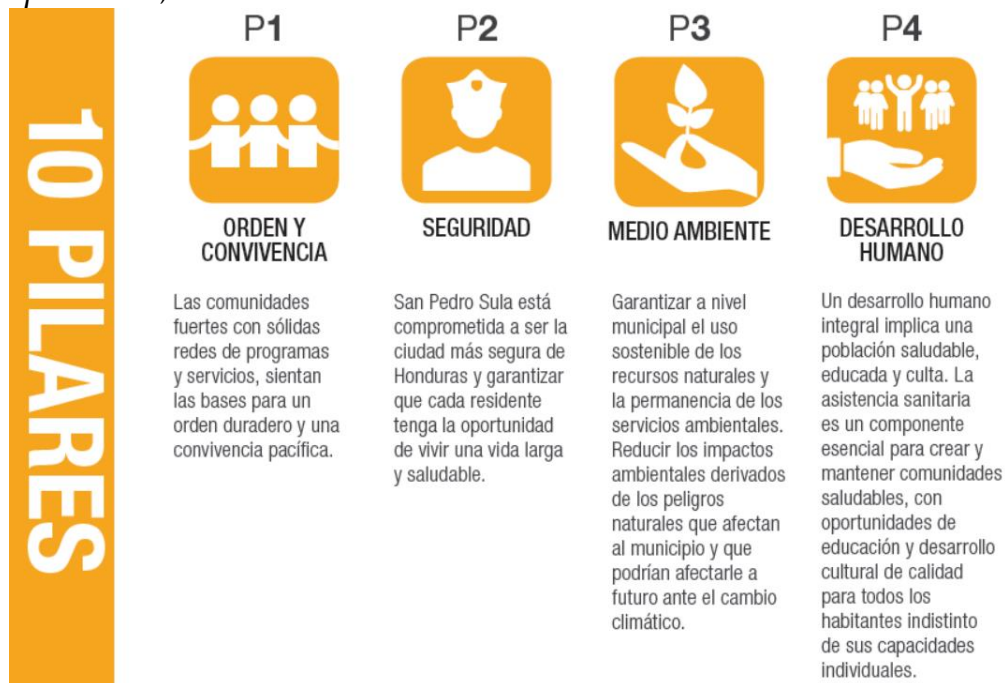 10 PILARES
P1
ORDEN Y
CONVIVENCIA
Las comunidades
fuertes con sólidas
redes de programas
y servicios, sientan
las bases para un
orden duradero y una
convivencia pacífica.
P2
SEGURIDAD
San Pedro Sula está
comprometida a ser la
ciudad más segura de
Honduras y garantizar
que cada residente
tenga la oportunidad
de vivir una vida larga
y saludable.
P3
MEDIO AMBIENTE
Garantizar a nivel
municipal el uso
sostenible de los
recursos naturales y
la permanencia de los
servicios ambientales.
Reducir los impactos
ambientales derivados
de los peligros
naturales que afectan
al municipio y que
podrían afectarle a
futuro ante el cambio
climático.
P4
DESARROLLO
HUMANO
Un desarrollo humano
integral implica una
población saludable,
educada y culta. La
asistencia sanitaria
es un componente
esencial para crear y
mantener comunidades
saludables, con
oportunidades de
educación y desarrollo
cultural de calidad
para todos los
habitantes indistinto
de sus capacidades
individuales.